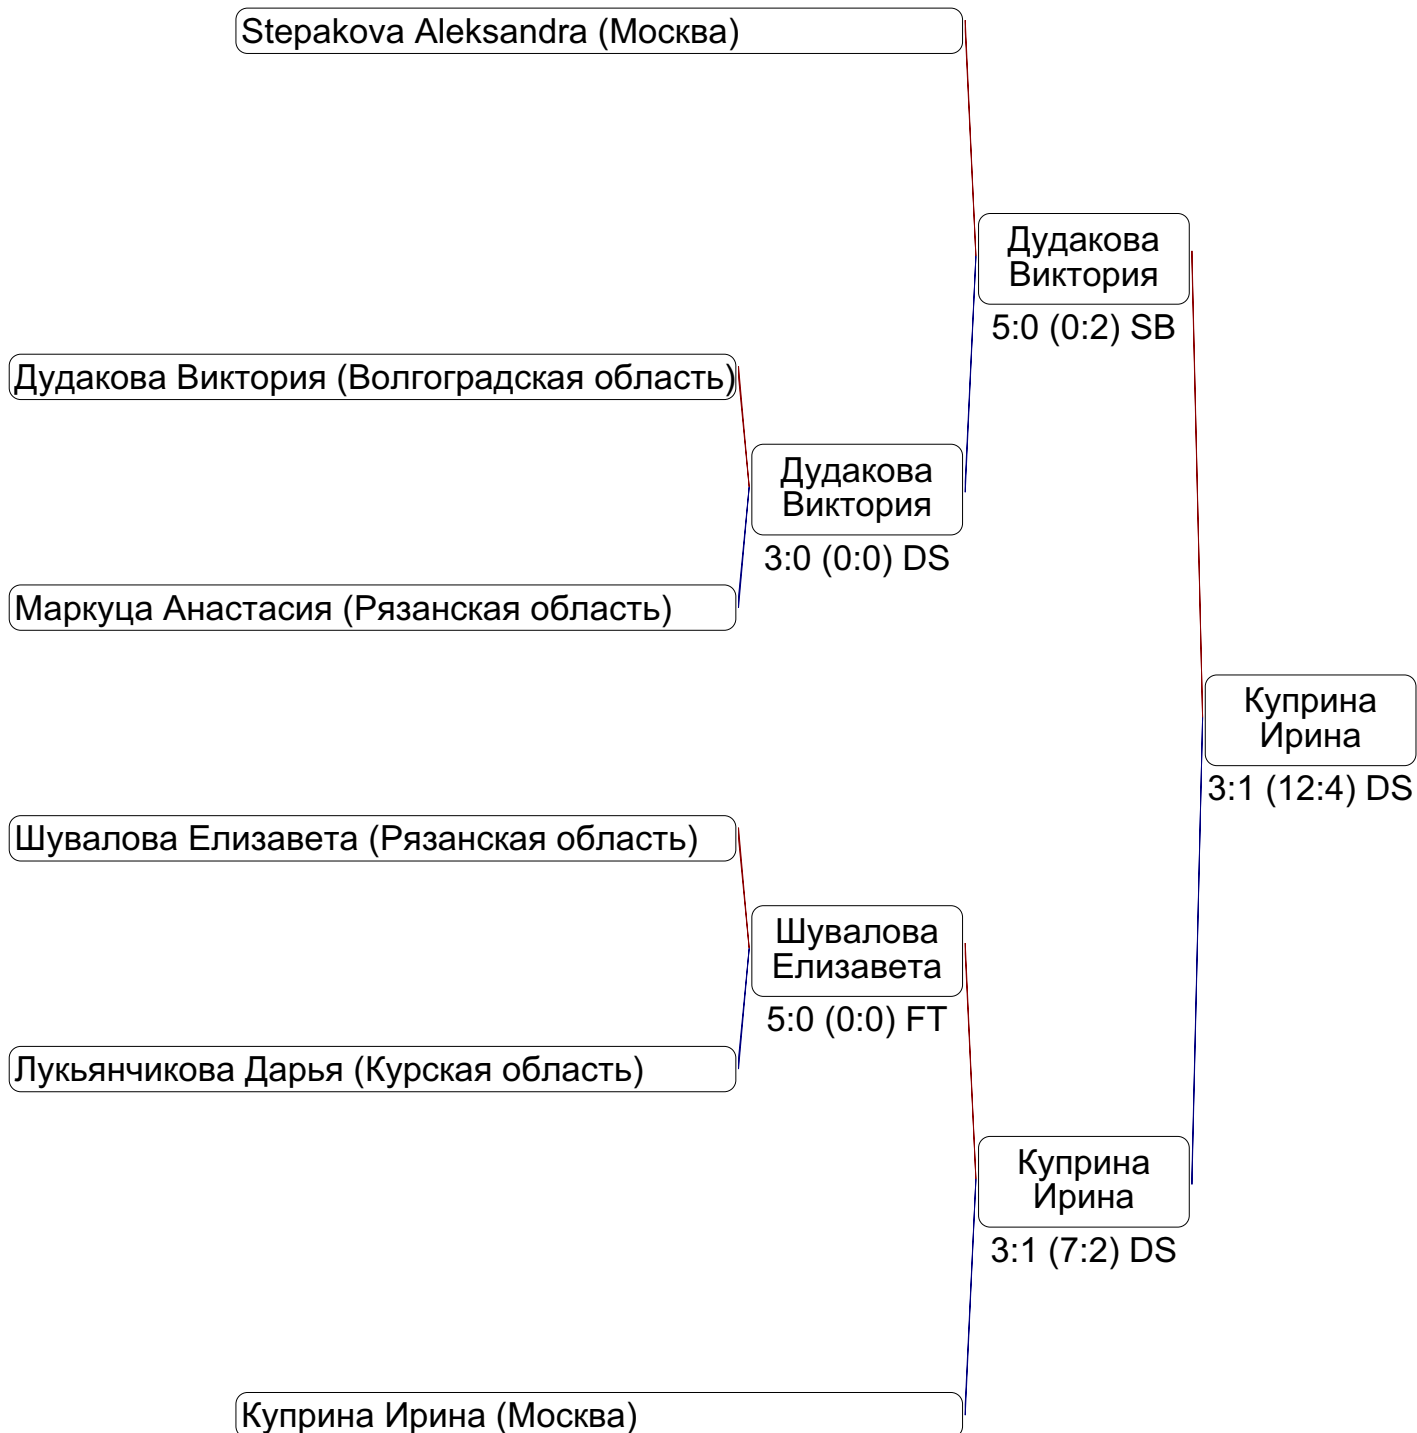 Stepakova Aleksandra (Москва)
Дудакова
Виктория
5:0 (0:2) SB
Дудакова Виктория (Волгоградская область)
Дудакова
Виктория
3:0 (0:0) DS
Маркуца Анастасия (Рязанская область)
Куприна
Ирина
3:1 (12:4) DS
Шувалова Елизавета (Рязанская область)
Шувалова
Елизавета
5:0 (0:0) FT
Лукьянчикова Дарья (Курская область)
Куприна
Ирина
3:1 (7:2) DS
Куприна Ирина (Москва)